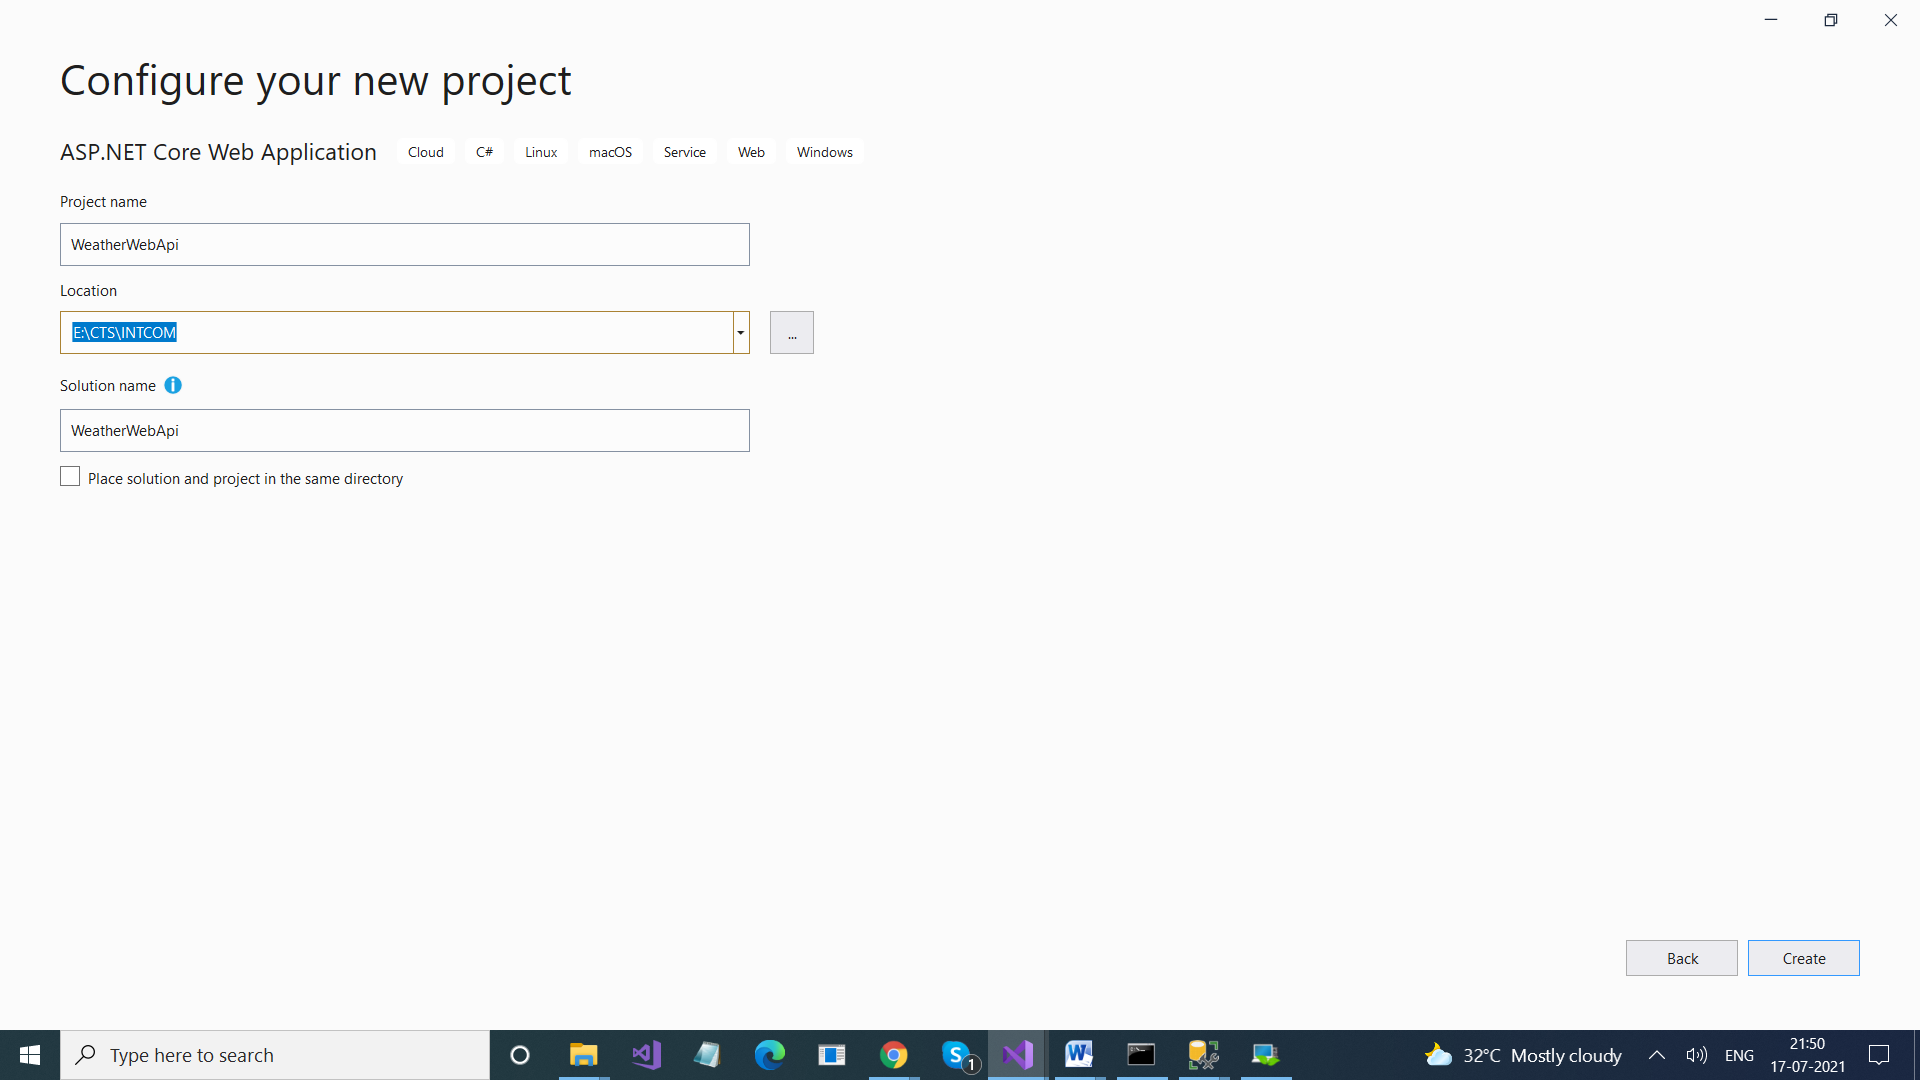 Configure your new project
ASP.NET Core Web Application Cloud C# Linux macOS Service Web Windows
Project name
WeatherWebApi
Location
E:\CTS\INTCOM
...
Solution name
WeatherWebApi
Place solution and project in the same directory
Back Create
Type here to search
S 1
W
32°C Mostly cloudy
ENG
21:50
17-07-2021